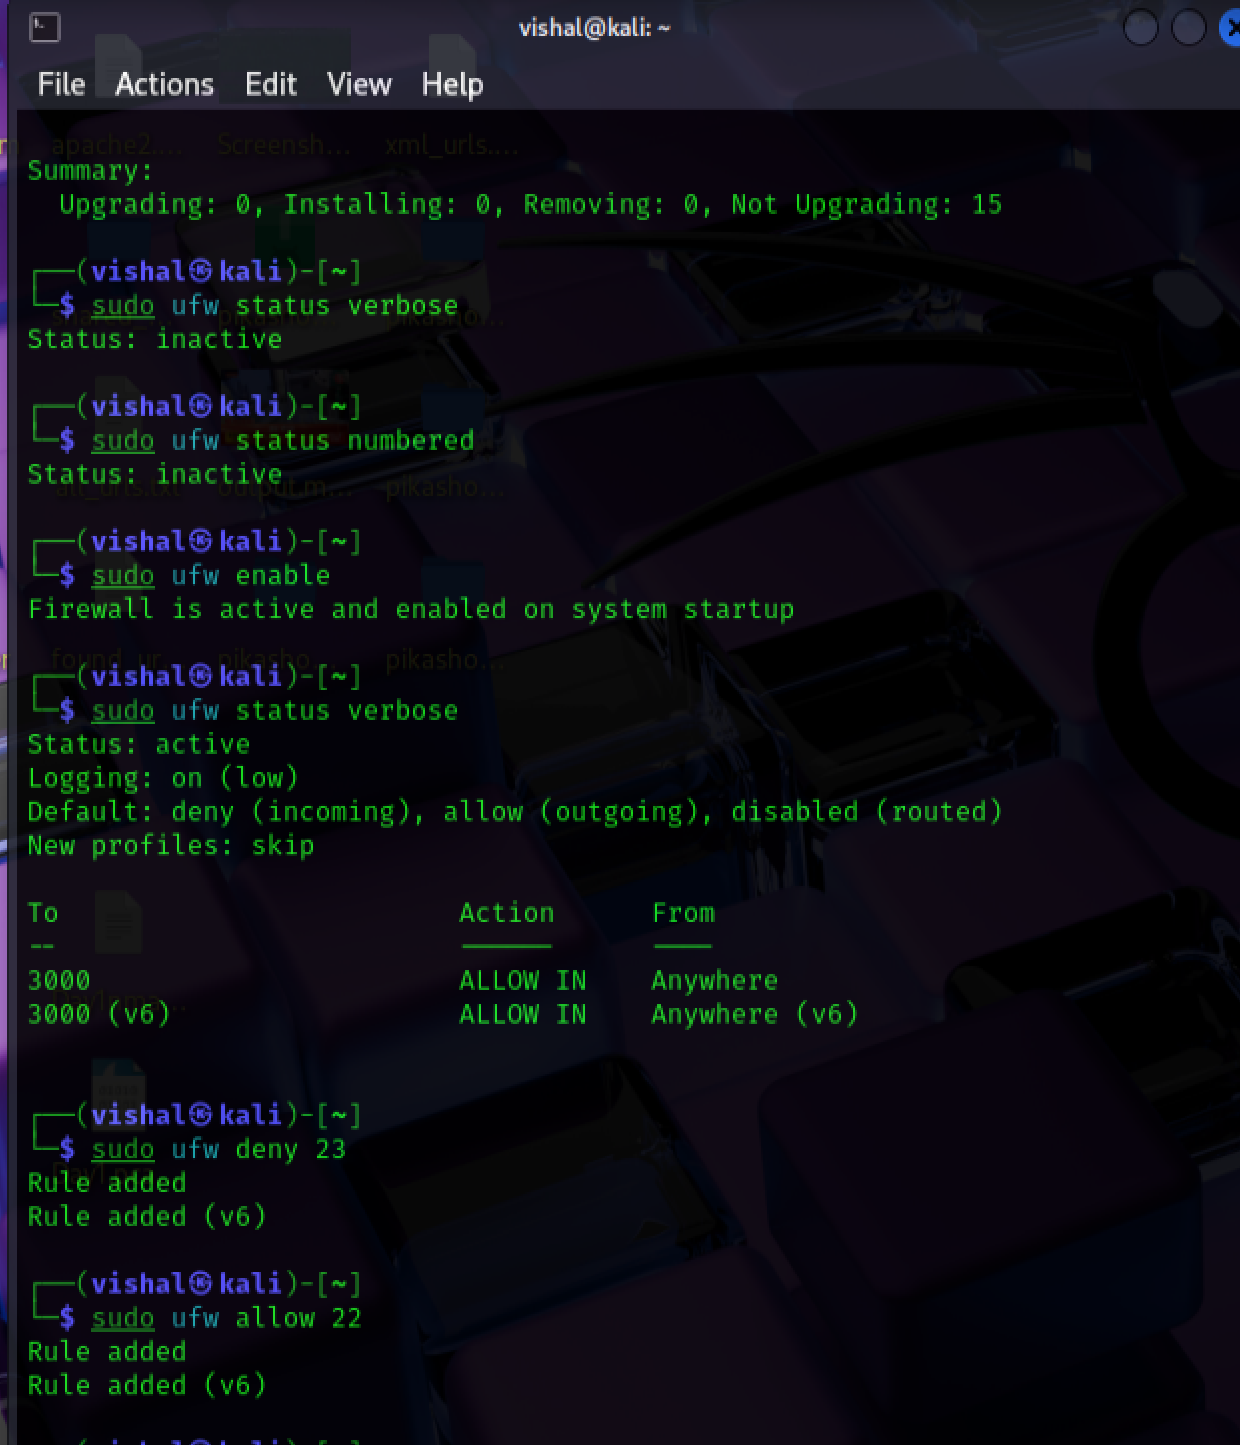 vishal@kali: ~
File Actions Edit View Help
apache2.... Screensh... xml_urls....
Summary:
  Upgrading: 0, Installing: 0, Removing: 0, Not Upgrading: 15
┌──(vishal㉿kali)-[~]
└─$ sudo ufw status verbose
pikasho... pikasho...
Status: inactive
┌──(vishal㉿kali)-[~]
└─$ sudo ufw status numbered
Status: inactive
all_urls.txt output.m... pikasho...
┌──(vishal㉿kali)-[~]
└─$ sudo ufw enable
Firewall is active and enabled on system startup
found_ur... pikasho... pikasho...
┌──(vishal㉿kali)-[~]
└─$ sudo ufw status verbose
Status: active
Logging: on (low)
Default: deny (incoming), allow (outgoing), disabled (routed)
New profiles: skip
To                         Action      From
--                         ------      ----
3000                       ALLOW IN    Anywhere
3000 (v6)                  ALLOW IN    Anywhere (v6)
┌──(vishal㉿kali)-[~]
└─$ sudo ufw deny 23
Rule added
Rule added (v6)
┌──(vishal㉿kali)-[~]
└─$ sudo ufw allow 22
Rule added
Rule added (v6)